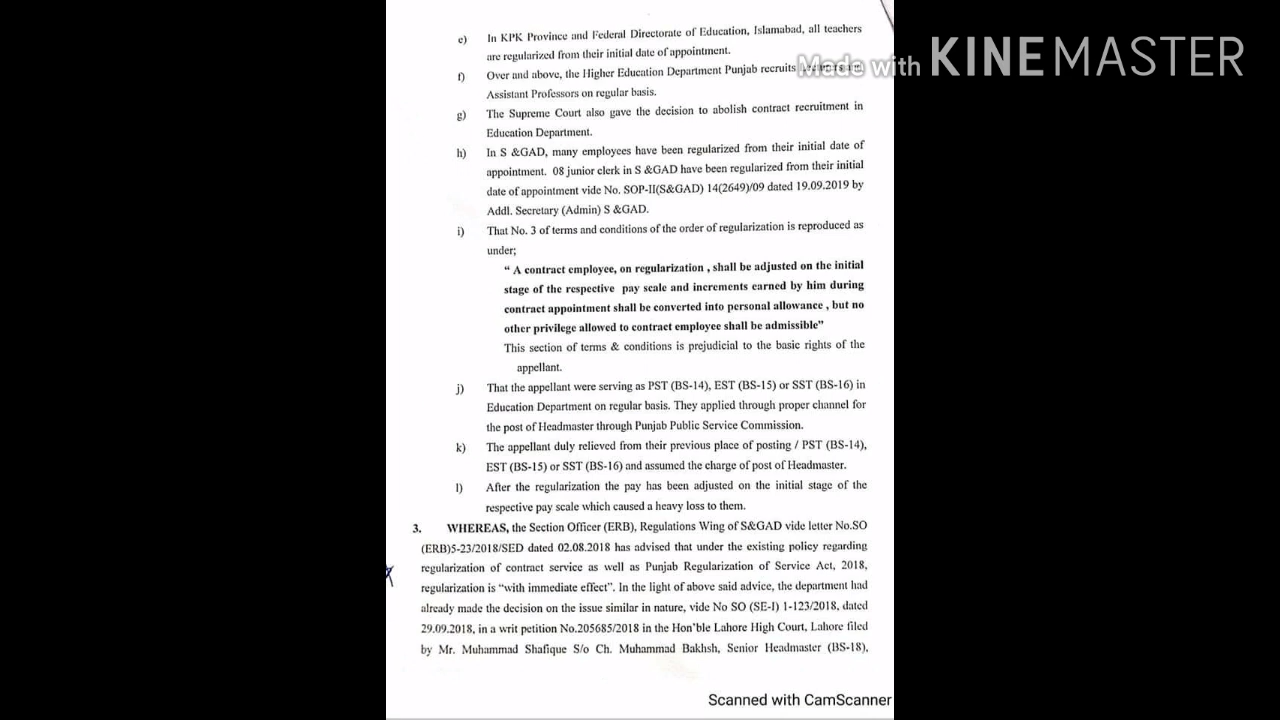 e) In KPK Province and Federal Directorate of Education, Islamabad, all teachers
are regularized from their initial date of appointment.
Made with KINEMASTER
f) Over and above, the Higher Education Department Punjab recruits
Assistant Professors on regular basis.
g) The Supreme Court also gave the decision to abolish contract recruitment in
Education Department.
h) In S &GAD, many employees have been regularized from their initial date of
appointment. 08 junior clerk in S &GAD have been regularized from their initial
date of appointment vide No. SOP-II(S&GAD) 14(2649)/09 dated 19.09.2019 by
Addl. Secretary (Admin) S &GAD.
i) That No. 3 of terms and conditions of the order of regularization is reproduced as
under;
“ A contract employee, on regularization , shall be adjusted on the initial
stage of the respective pay scale and increments earned by him during
contract appointment shall be converted into personal allowance , but no
other privilege allowed to contract employee shall be admissible”
This section of terms & conditions is prejudicial to the basic rights of the
appellant.
j) That the appellant were serving as PST (BS-14), EST (BS-15) or SST (BS-16) in
Education Department on regular basis. They applied through proper channel for
the post of Headmaster through Punjab Public Service Commission.
k) The appellant duly relieved from their previous place of posting / PST (BS-14),
EST (BS-15) or SST (BS-16) and assumed the charge of post of Headmaster.
l) After the regularization the pay has been adjusted on the initial stage of the
respective pay scale which caused a heavy loss to them.
3. WHEREAS, the Section Officer (ERB), Regulations Wing of S&GAD vide letter No.SO
(ERB)5-23/2018/SED dated 02.08.2018 has advised that under the existing policy regarding
regularization of contract service as well as Punjab Regularization of Service Act, 2018,
regularization is “with immediate effect”. In the light of above said advice, the department had
already made the decision on the issue similar in nature, vide No SO (SE-I) 1-123/2018, dated
29.09.2018, in a writ petition No.205685/2018 in the Hon’ble Lahore High Court, Lahore filed
by Mr. Muhammad Shafique S/o Ch. Muhammad Bakhsh, Senior Headmaster (BS-18),
Scanned with CamScanner